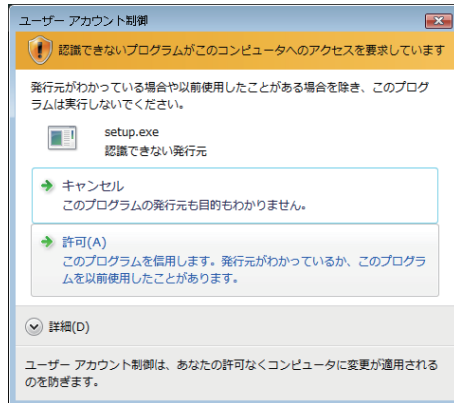 ユーザー アカウント制御
認識できないプログラムがこのコンピュータへのアクセスを要求しています
発行元がわかっている場合や以前使用したことがある場合を除き、このプログ
ラムは実行しないでください。
setup.exe
認識できない発行元
キャンセル
このプログラムの発行元も目的もわかりません。
許可(A)
このプログラムを信用します。発行元がわかっているか、このプログラ
ムを以前使用したことがあります。
詳細(D)
ユーザー アカウント制御は、あなたの許可なくコンピュータに変更が適用される
のを防ぎます。